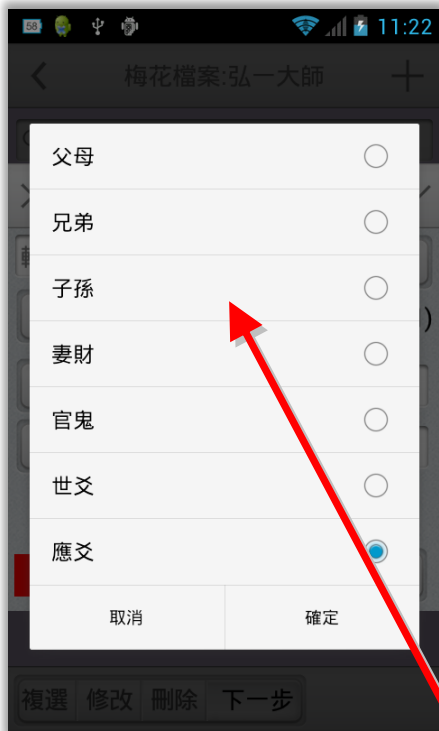 58 11:22
梅花檔案:弘一大師
父母
兄弟
子孫
妻財
官鬼
世爻
應爻
取消 確定
複選 修改 刪除 下一步